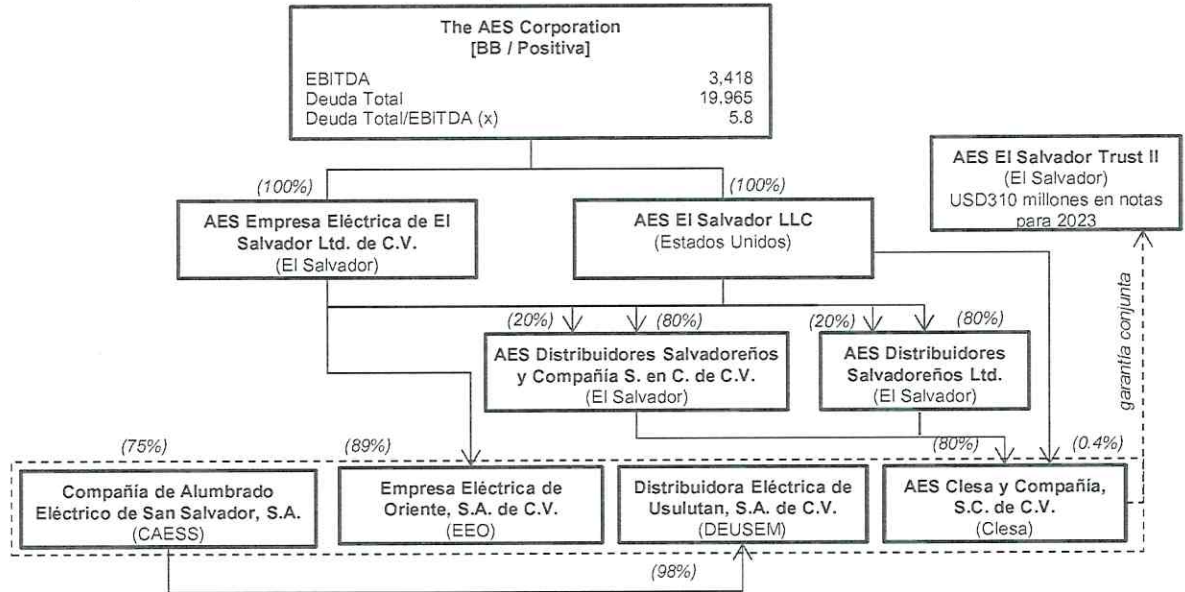 The AES Corporation
[BB / Positiva]
EBITDA 3,418
Deuda Total 19,965
Deuda Total/EBITDA (x) 5.8
AES El Salvador Trust II
(El Salvador)
USD310 millones en notas
para 2023
(100%) (100%)
AES Empresa Eléctrica de El
Salvador Ltd. de C.V.
(El Salvador)
AES El Salvador LLC
(Estados Unidos)
garantía conjunta
(20%) (80%) (20%) (80%)
AES Distribuidores Salvadoreños
y Compañía S. en C. de C.V.
(El Salvador)
AES Distribuidores
Salvadoreños Ltd.
(El Salvador)
(75%) (89%) (80%) (0.4%)
Compañía de Alumbrado
Eléctrico de San Salvador, S.A.
(CAESS)
Empresa Eléctrica de
Oriente, S.A. de C.V.
(EEO)
Distribuidora Eléctrica de
Usulutan, S.A. de C.V.
(DEUSEM)
AES Clesa y Compañía,
S.C. de C.V.
(Clesa)
(98%)